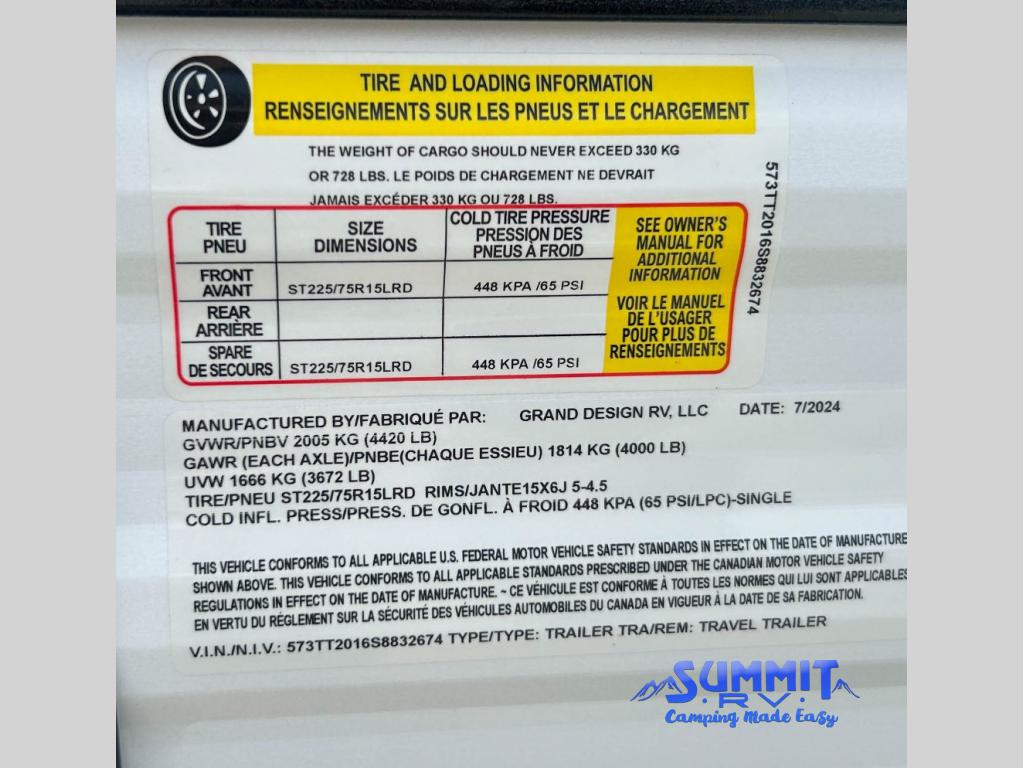 TIRE AND LOADING INFORMATION
RENSEIGNEMENTS SUR LES PNEUS ET LE CHARGEMENT
THE WEIGHT OF CARGO SHOULD NEVER EXCEED 330 KG
OR 728 LBS. LE POIDS DE CHARGEMENT NE DEVRAIT
JAMAIS EXCÉDER 330 KG OU 728 LBS.
TIRE
PNEU
SIZE
DIMENSIONS
COLD TIRE PRESSURE
PRESSION DES
PNEUS À FROID
FRONT
AVANT
ST225/75R15LRD
448 KPA /65 PSI
REAR
ARRIÈRE
SPARE
DE SECOURS
ST225/75R15LRD
448 KPA /65 PSI
SEE OWNER'S
MANUAL FOR
ADDITIONAL
INFORMATION
VOIR LE MANUEL
DE L'USAGER
POUR PLUS DE
RENSEIGNEMENTS
573TT2016S8832674
MANUFACTURED BY/FABRIQUÉ PAR: GRAND DESIGN RV, LLC DATE: 7/2024
GVWR/PNBV 2005 KG (4420 LB)
GAWR (EACH AXLE)/PNBE(CHAQUE ESSIEU) 1814 KG (4000 LB)
UVW 1666 KG (3672 LB)
TIRE/PNEU ST225/75R15LRD RIMS/JANTE15X6J 5-4.5
COLD INFL. PRESS/PRESS. DE GONFL. À FROID 448 KPA (65 PSI/LPC)-SINGLE
THIS VEHICLE CONFORMS TO ALL APPLICABLE U.S. FEDERAL MOTOR VEHICLE SAFETY STANDARDS IN EFFECT ON THE DATE OF MANUFACTURE
SHOWN ABOVE. THIS VEHICLE CONFORMS TO ALL APPLICABLE STANDARDS PRESCRIBED UNDER THE CANADIAN MOTOR VEHICLE SAFETY
REGULATIONS IN EFFECT ON THE DATE OF MANUFACTURE. ~ CE VÉHICULE EST CONFORME À TOUTES LES NORMES QUI LUI SONT APPLICABLES
EN VERTU DU RÉGLEMENT SUR LA SÉCURITÉ DES VÉHICULES AUTOMOBILES DU CANADA EN VIGUEUR À LA DATE DE SA FABRICATION.
V.I.N./N.I.V.: 573TT2016S8832674 TYPE/TYPE: TRAILER TRA/REM: TRAVEL TRAILER
SUMMIT
RV
Camping Made Easy